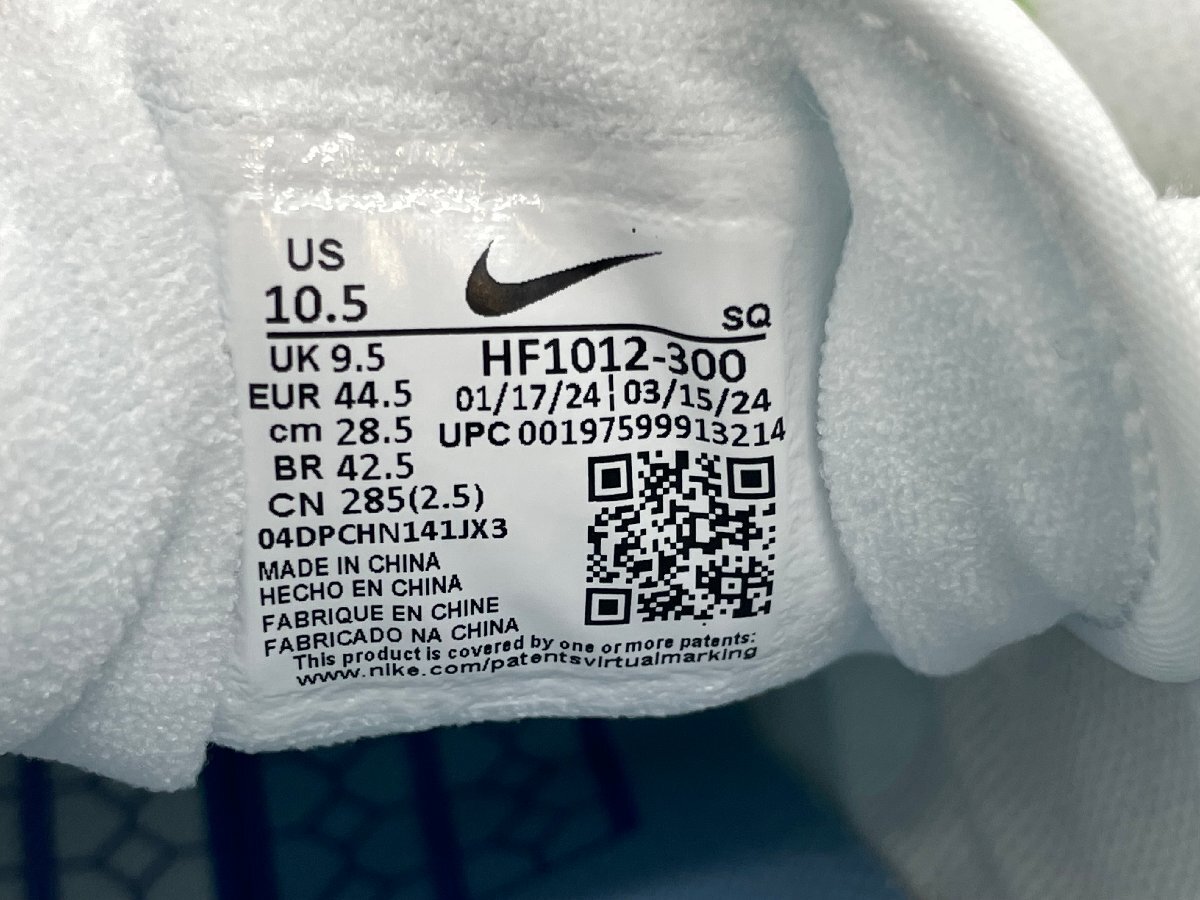 US
10.5
SQ
UK 9.5
HF1012-300
EUR 44.5
01/17/24 ¦ 03/15/24
cm 28.5
UPC 00197599913214
BR 42.5
CN 285(2.5)
04DPCHN141JX3
MADE IN CHINA
HECHO EN CHINA
FABRIQUE EN CHINE
FABRICADO NA CHINA
This product is covered by one or more patents:
www.nike.com/patentsvirtualmarking